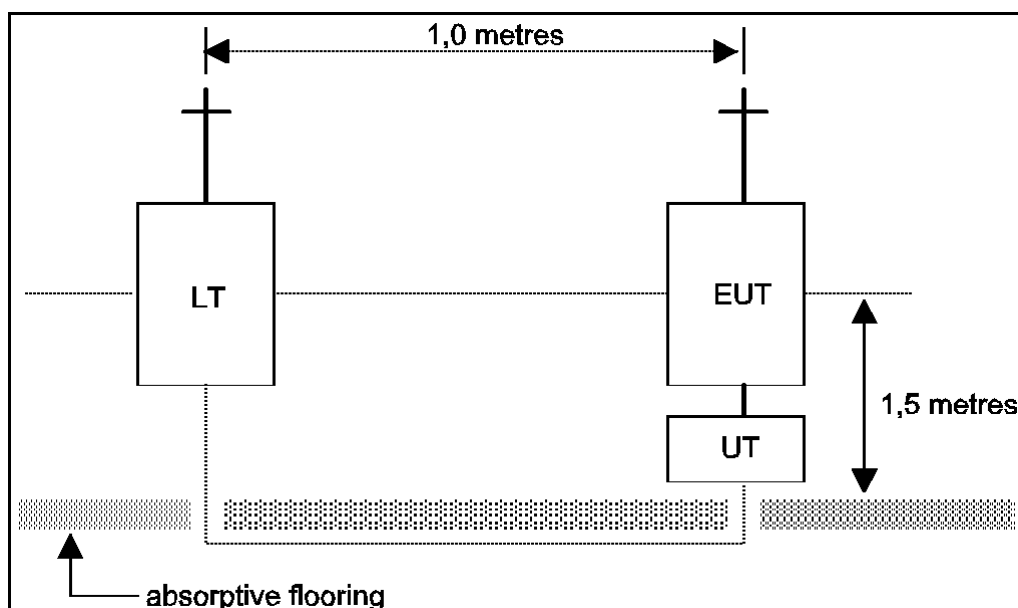 1,0 metres
LT
EUT
1,5 metres
UT
absorptive flooring